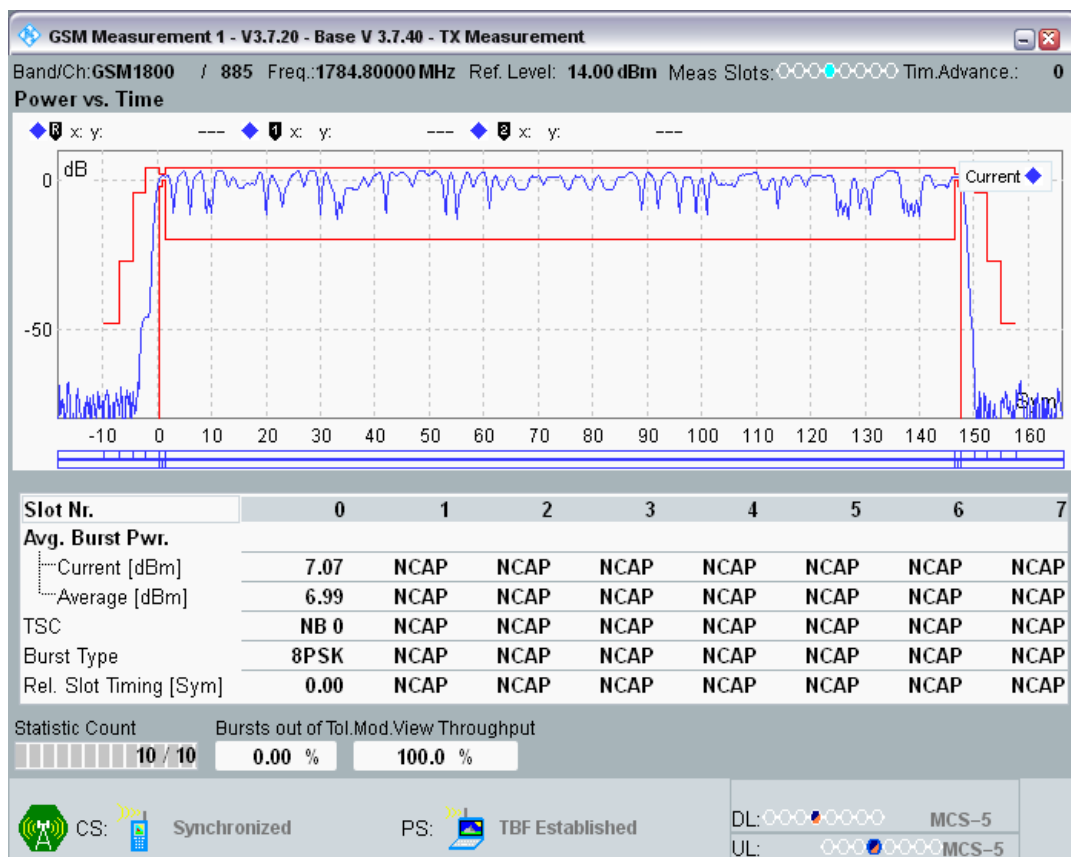 GSM Measurement 1 - V3.7.20 - Base V 3.7.40 - TX Measurement
Band/Ch:GSM1800 / 885 Freq.:1784.80000 MHz Ref. Level: 14.00 dBm Meas Slots: Tim.Advance.: 0
Power vs. Time
R x: y: --- 1 x: y: --- 2 x: y: ---
dB
0
Current
-50
Sym
-10 0 10 20 30 40 50 60 70 80 90 100 110 120 130 140 150 160
Slot Nr. 0 1 2 3 4 5 6 7
Avg. Burst Pwr.
Current [dBm] 7.07 NCAP NCAP NCAP NCAP NCAP NCAP NCAP
Average [dBm] 6.99 NCAP NCAP NCAP NCAP NCAP NCAP NCAP
TSC NB 0 NCAP NCAP NCAP NCAP NCAP NCAP NCAP
Burst Type 8PSK NCAP NCAP NCAP NCAP NCAP NCAP NCAP
Rel. Slot Timing [Sym] 0.00 NCAP NCAP NCAP NCAP NCAP NCAP NCAP
Statistic Count Bursts out of Tol.Mod.View Throughput
10 / 10 0.00 % 100.0 %
CS: Synchronized PS: TBF Established
DL: MCS-5
UL: MCS-5